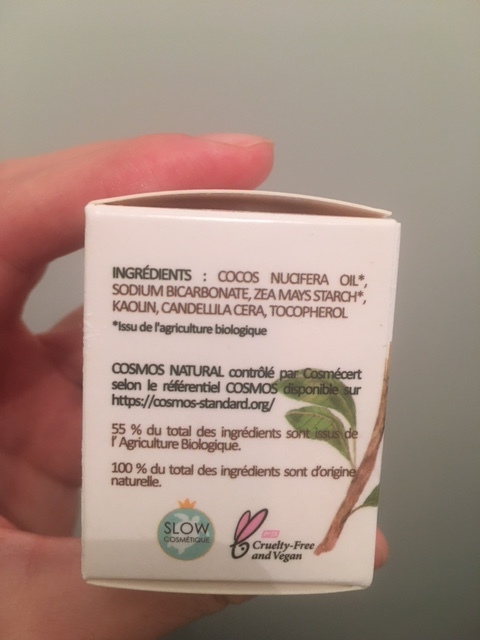 INGRÉDIENTS : COCOS NUCIFERA OIL*,
SODIUM BICARBONATE, ZEA MAYS STARCH*,
KAOLIN, CANDELLILA CERA, TOCOPHEROL
*Issu de l'agriculture biologique
COSMOS NATURAL contrôlé par Cosmécert
selon le référentiel COSMOS disponible sur
https://cosmos-standard.org/
55 % du total des ingrédients sont issus de
l' Agriculture Biologique.
100 % du total des ingrédients sont d'origine
naturelle.
SLOW
COSMÉTIQUE
Cruelty-Free
and Vegan